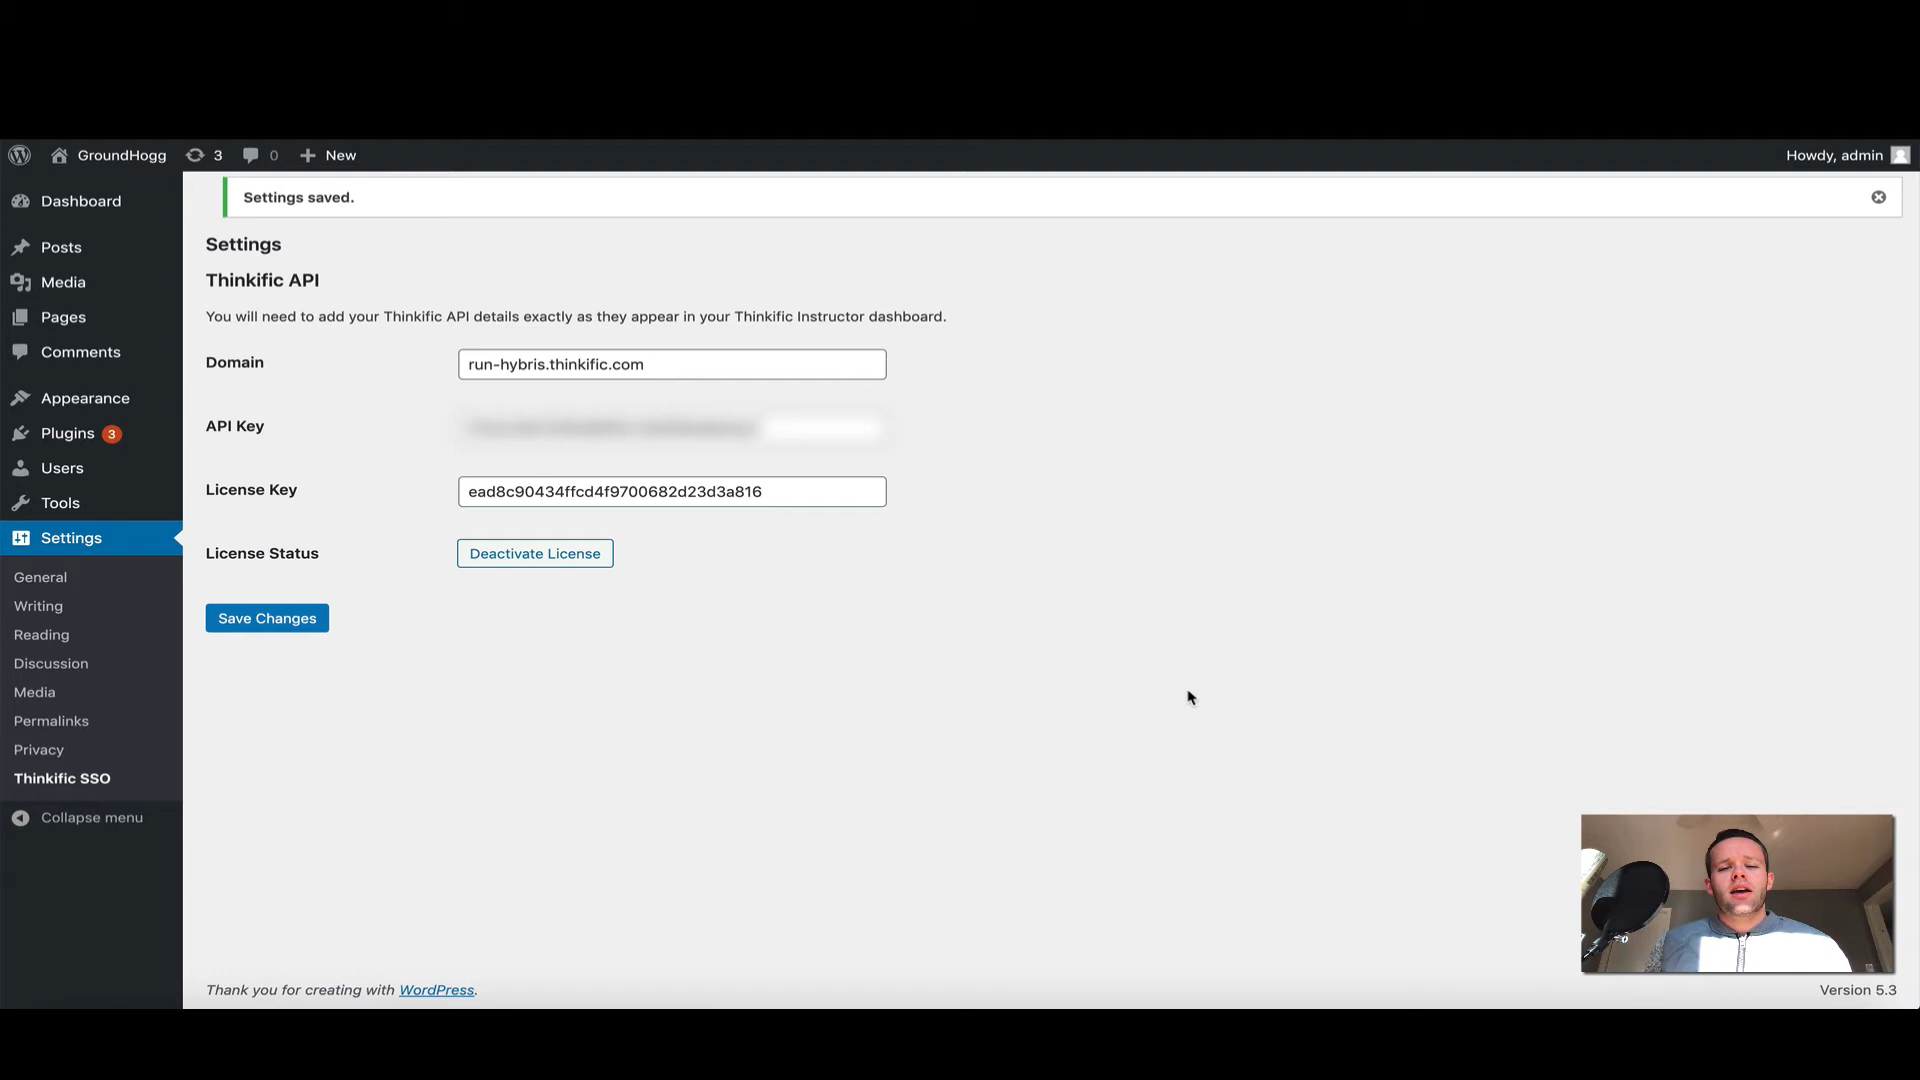 GroundHogg 3 0 New Howdy, admin
Dashboard
Posts
Media
Pages
Comments
Appearance
Plugins 3
Users
Tools
Settings
General
Writing
Reading
Discussion
Media
Permalinks
Privacy
Thinkific SSO
Collapse menu
Settings saved.
Settings
Thinkific API
You will need to add your Thinkific API details exactly as they appear in your Thinkific Instructor dashboard.
Domain run-hybris.thinkific.com
API Key
License Key ead8c90434ffcd4f9700682d23d3a816
License Status Deactivate License
Save Changes
Thank you for creating with WordPress. Version 5.3